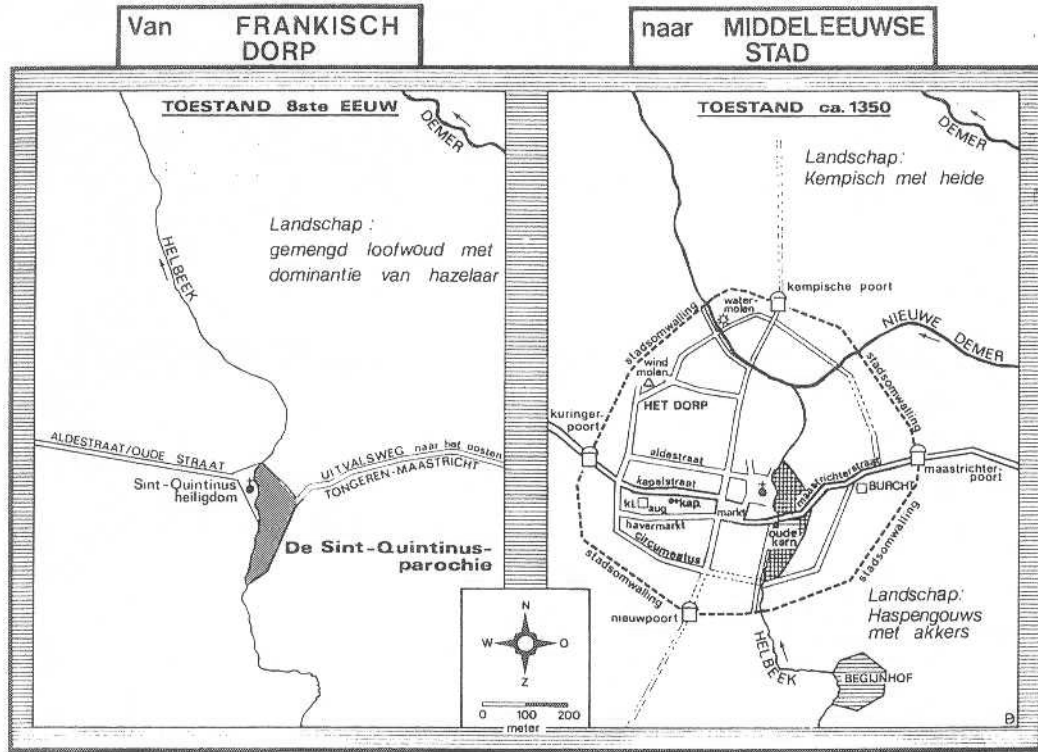 Van FRANKISCH
DORP
naar MIDDELEEUWSE
STAD
TOESTAND 8ste EEUW
DEMER
HELBEEK
Landschap :
gemengd loofwoud met
dominantie van hazelaar
ALDESTRAAT/OUDE STRAAT
UITVALSWEG naar het oosten
TONGEREN-MAASTRICHT
Sint-Quintinus
heiligdom
De Sint-Quintinus-
parochie
N
W O
Z
0 100 200
meter
TOESTAND ca. 1350
DEMER
Landschap:
Kempisch met heide
kempische poort
water-
molen
stadsomwalling
NIEUWE
DEMER
stadsomwalling
wind
molen
HET DORP
kuringer-
poort
aldestraat
kapelstraat
maastrichterstraat
maastrichter-
poort
BURCHT
kl. aug kap.
markt
havermarkt
oude
kern
stadsomwalling
stadsomwalling
nieuwpoort
Landschap:
Haspengouws
met akkers
HELBEEK
BEGIJNHOF